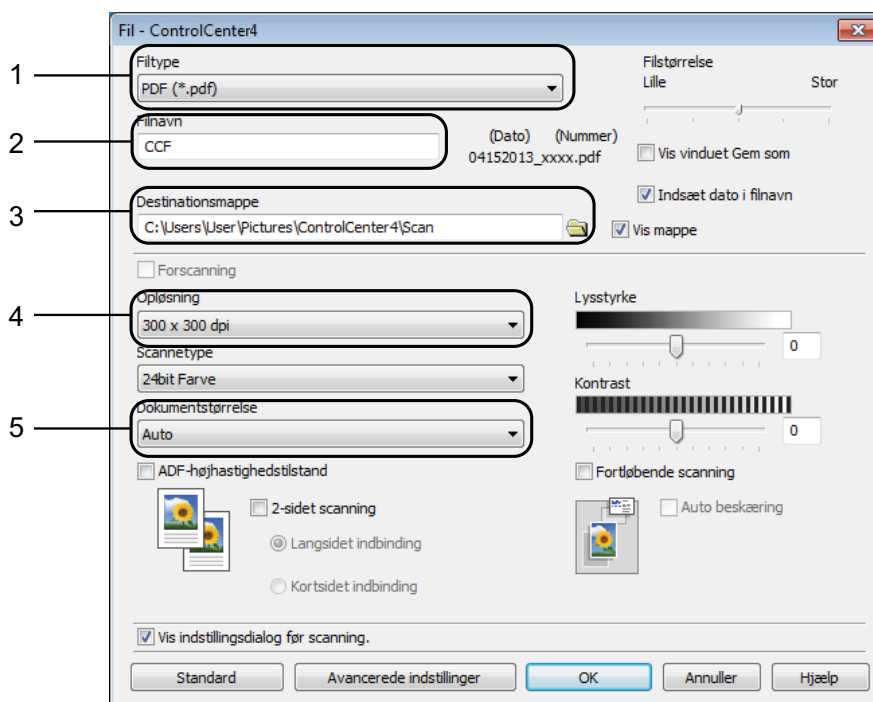 Fil - ControlCenter4
1
Filtype
PDF (*.pdf)
Filstørrelse
Lille Stor
2
Filnavn
CCF
(Dato) (Nummer)
04152013_xxxx.pdf
Vis vinduet Gem som
Indsæt dato i filnavn
3
Destinationsmappe
C:\Users\User\Pictures\ControlCenter4\Scan
Vis mappe
Forscanning
4
Opløsning
300 x 300 dpi
Scannetype
24bit Farve
5
Dokumentstørrelse
Auto
Lysstyrke
0
Kontrast
0
ADF-højhastighedstilstand
2-sidet scanning
Langsidet indbinding
Kortsidet indbinding
Fortløbende scanning
Auto beskæring
Vis indstillingsdialog før scanning.
Standard Avancerede indstillinger OK Annuller Hjælp